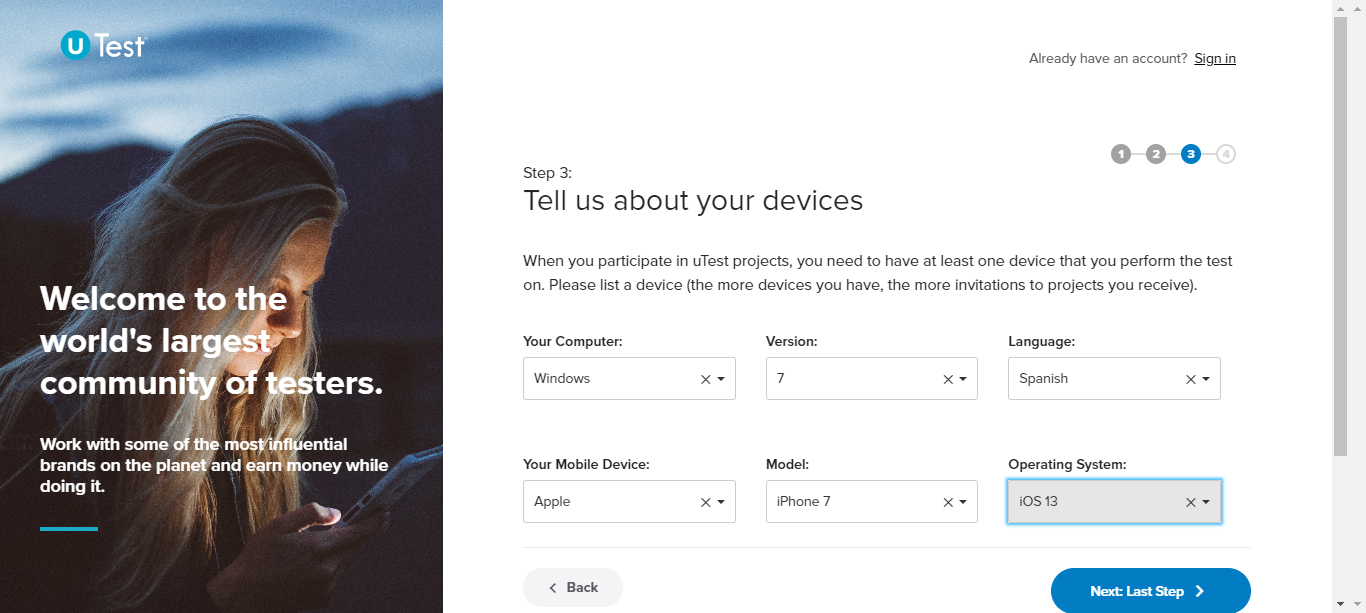 U Test
Already have an account? Sign in
1 2 3 4
Step 3:
Tell us about your devices
When you participate in uTest projects, you need to have at least one device that you perform the test
on. Please list a device (the more devices you have, the more invitations to projects you receive).
Welcome to the
world's largest
community of testers.
Work with some of the most influential
brands on the planet and earn money while
doing it.
Your Computer: Version: Language:
Windows 7 Spanish
Your Mobile Device: Model: Operating System:
Apple iPhone 7 iOS 13
Back Next: Last Step